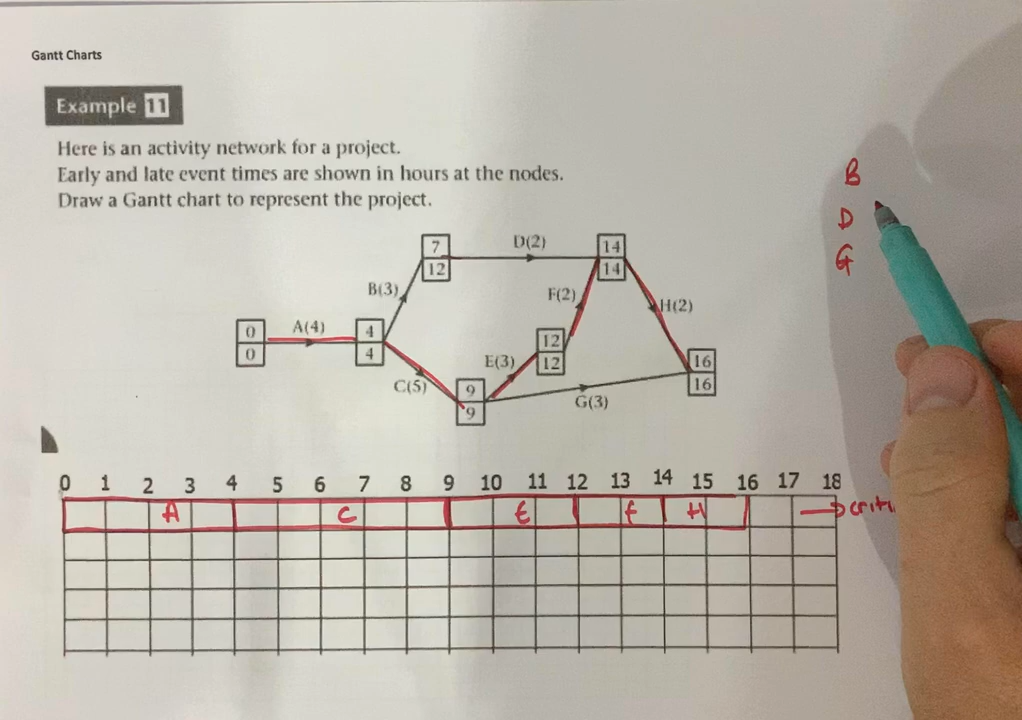 Gantt Charts
Example 11
Here is an activity network for a project.
Early and late event times are shown in hours at the nodes.
Draw a Gantt chart to represent the project.
B
D
G
7
12
D(2)
14
14
B(3)
F(2)
H(2)
0
0
A(4)
4
4
E(3)
12
12
16
16
C(5)
9
9
G(3)
0 1 2 3 4 5 6 7 8 9 10 11 12 13 14 15 16 17 18
A C E F H